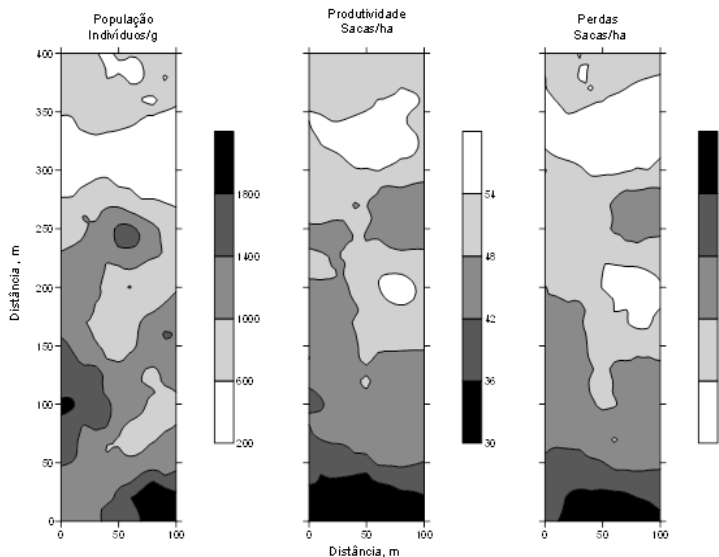 População
Indivíduos/g
Produtividade
Sacas/ha
Perdas
Sacas/ha
400
350
300
250
200
150
100
50
0
Distância, m
0 50 100
1800
1400
1000
600
200
0 50 100
54
48
42
36
30
0 50 100
Distância, m